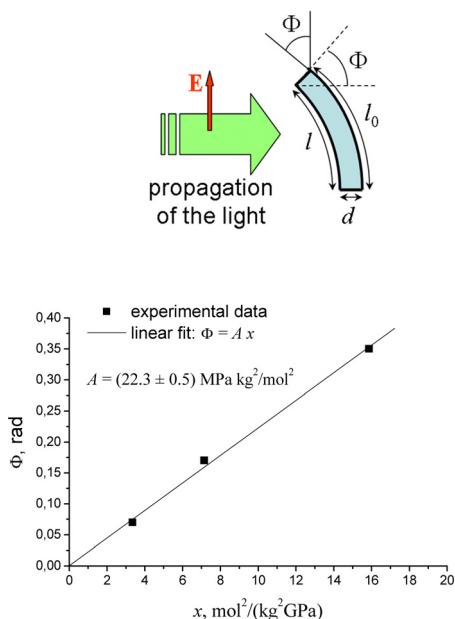 Φ
Φ
E
l₀
l
propagation
of the light
d
experimental data
linear fit: Φ = A x
A = (22.3 ± 0.5) MPa kg²/mol²
0,40
0,35
0,30
0,25
0,20
0,15
0,10
0,05
0,00
Φ, rad
0 2 4 6 8 10 12 14 16 18
x, mol²/(kg²GPa)